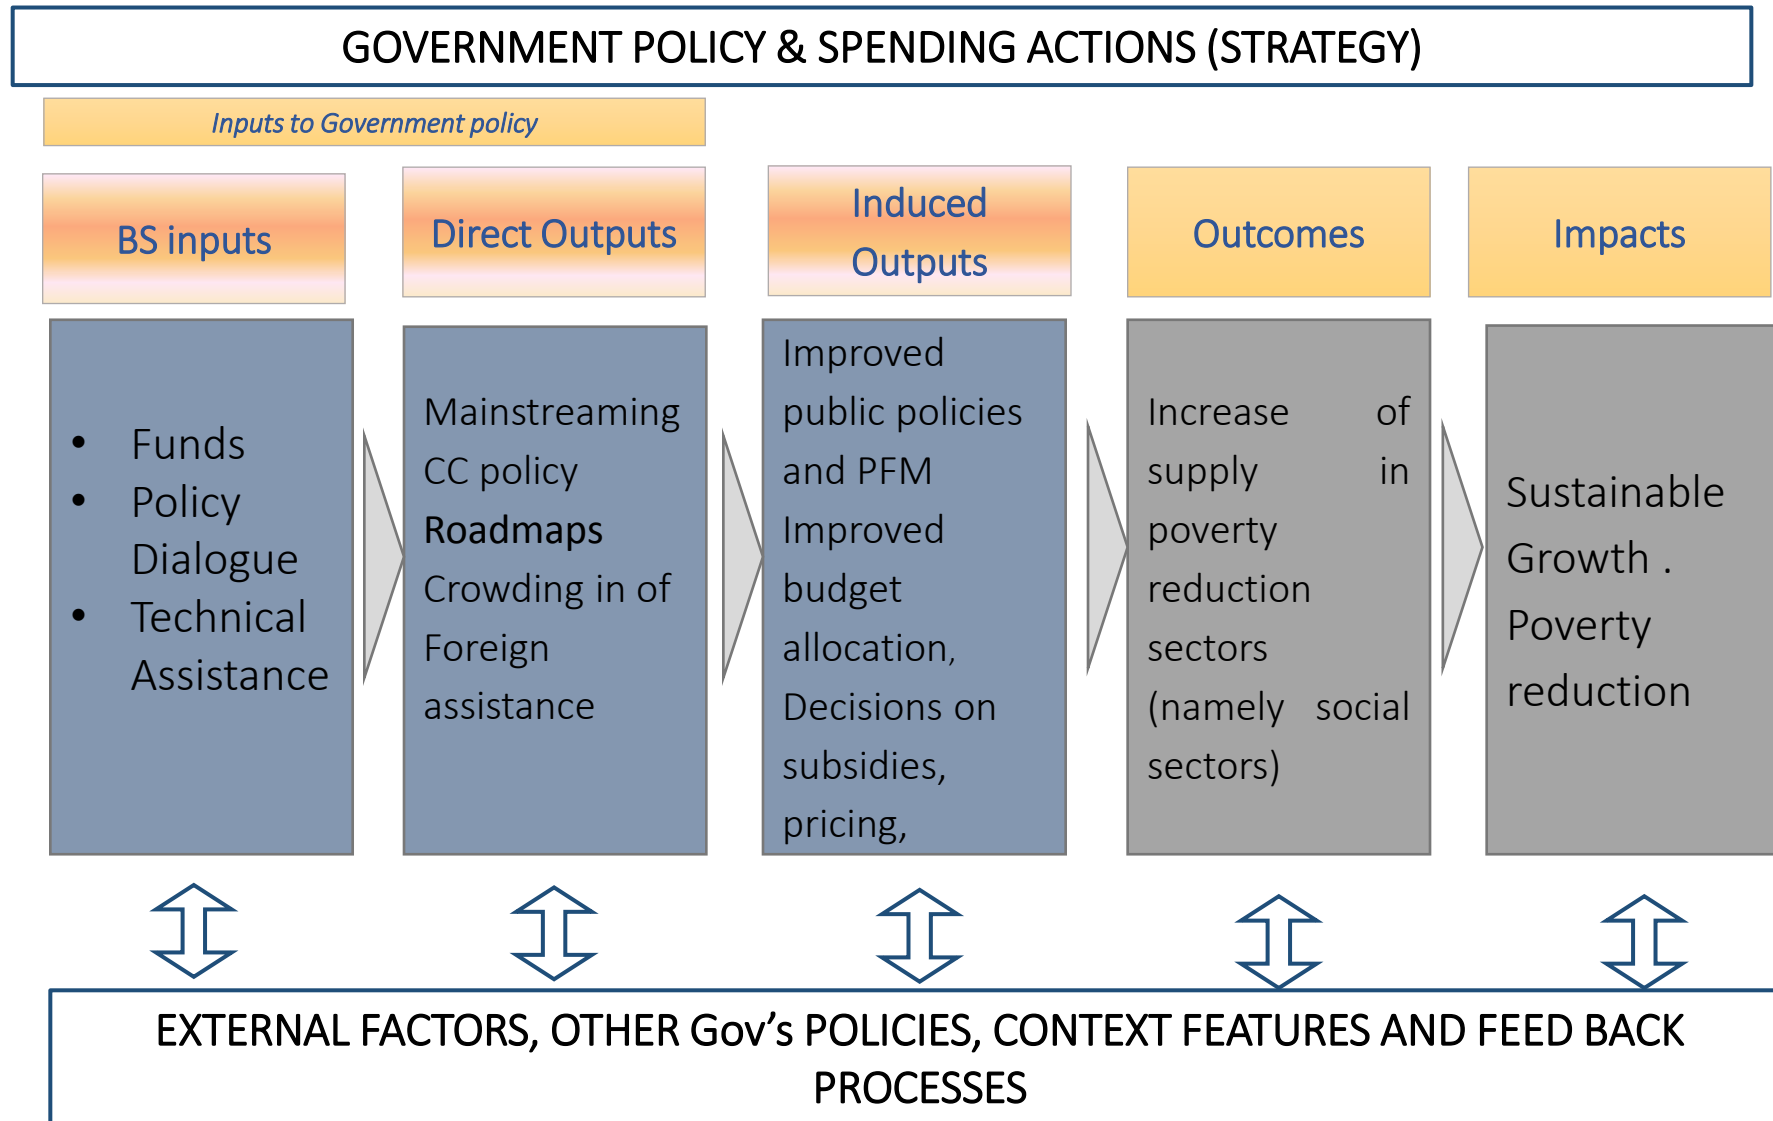 GOVERNMENT POLICY & SPENDING ACTIONS (STRATEGY)
Inputs to Government policy
BS inputs
Direct Outputs
Induced
Outputs
Outcomes
Impacts
• Funds
• Policy
Dialogue
• Technical
Assistance
Mainstreaming
CC policy
Roadmaps
Crowding in of
Foreign
assistance
Improved
public policies
and PFM
Improved
budget
allocation,
Decisions on
subsidies,
pricing,
Increase of
supply in
poverty
reduction
sectors
(namely social
sectors)
Sustainable
Growth .
Poverty
reduction
EXTERNAL FACTORS, OTHER Gov’s POLICIES, CONTEXT FEATURES AND FEED BACK
PROCESSES